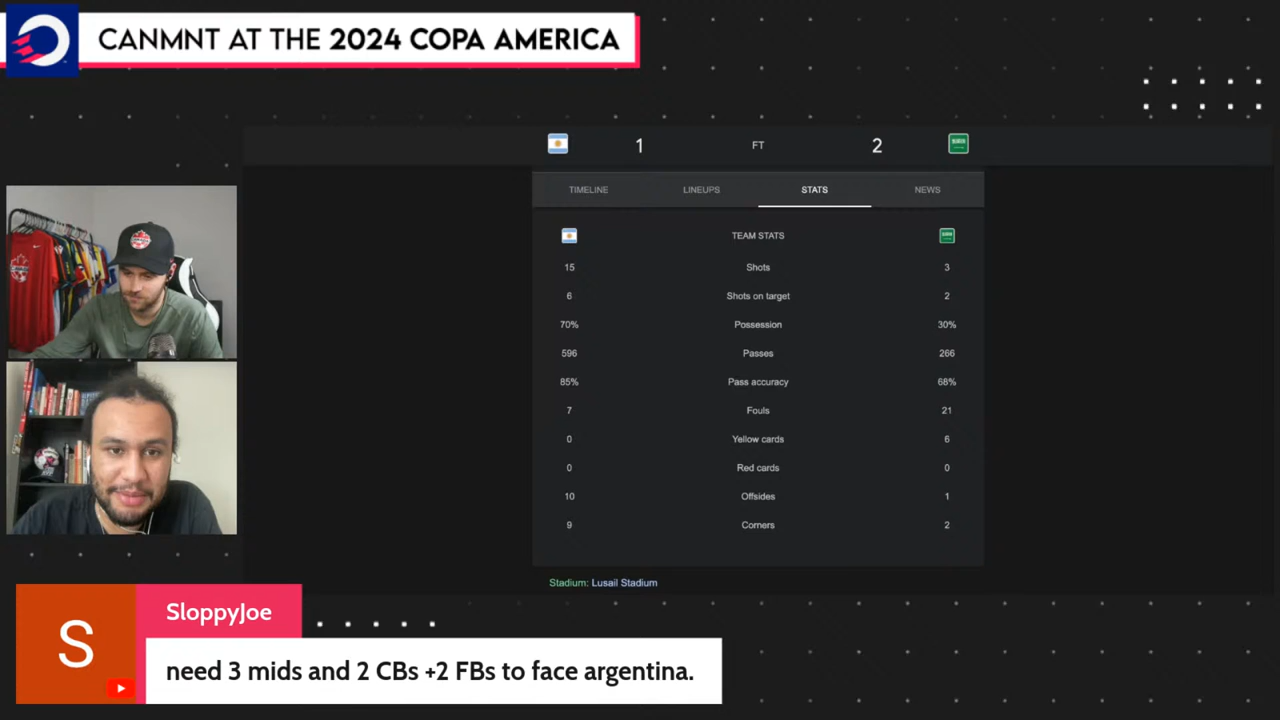 CANMNT AT THE 2024 COPA AMERICA
1 FT 2
TIMELINE LINEUPS STATS NEWS
TEAM STATS
15 Shots 3
6 Shots on target 2
70% Possession 30%
596 Passes 266
85% Pass accuracy 68%
7 Fouls 21
0 Yellow cards 6
0 Red cards 0
10 Offsides 1
9 Corners 2
Stadium: Lusail Stadium
S
SloppyJoe
need 3 mids and 2 CBs +2 FBs to face argentina.